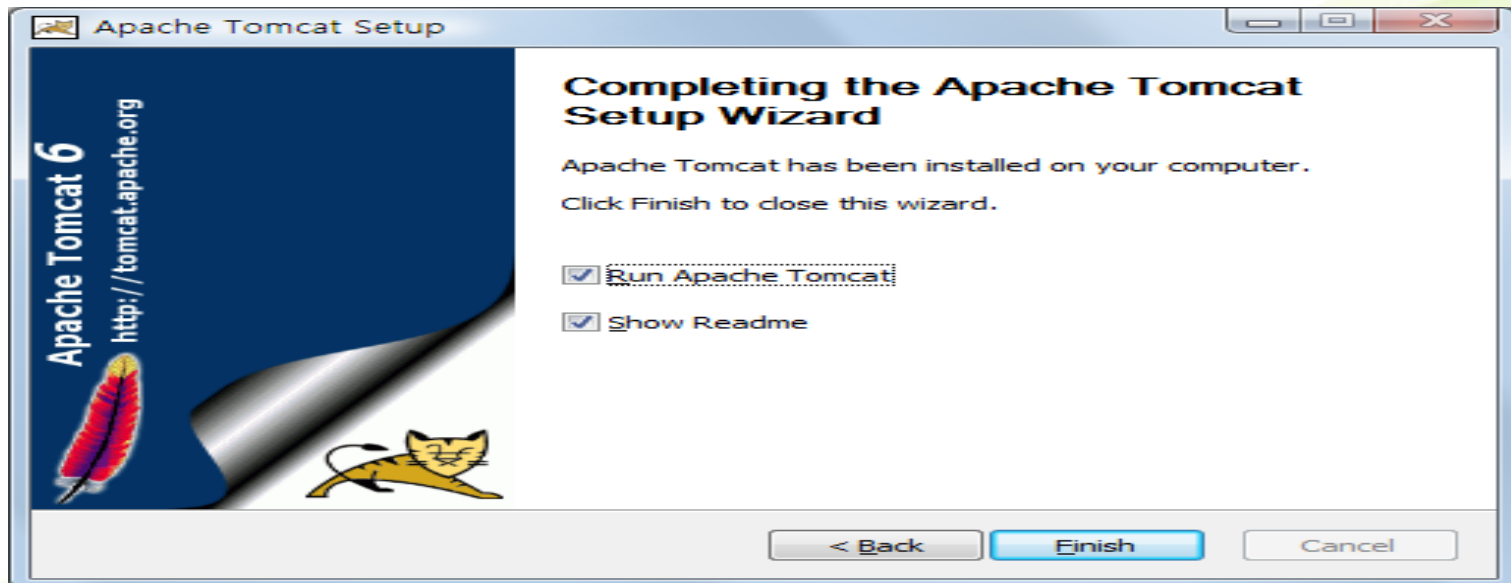 Apache Tomcat Setup
Apache Tomcat 6
http://tomcat.apache.org
Completing the Apache Tomcat
Setup Wizard
Apache Tomcat has been installed on your computer.
Click Finish to close this wizard.
Run Apache Tomcat
Show Readme
< Back
Finish
Cancel